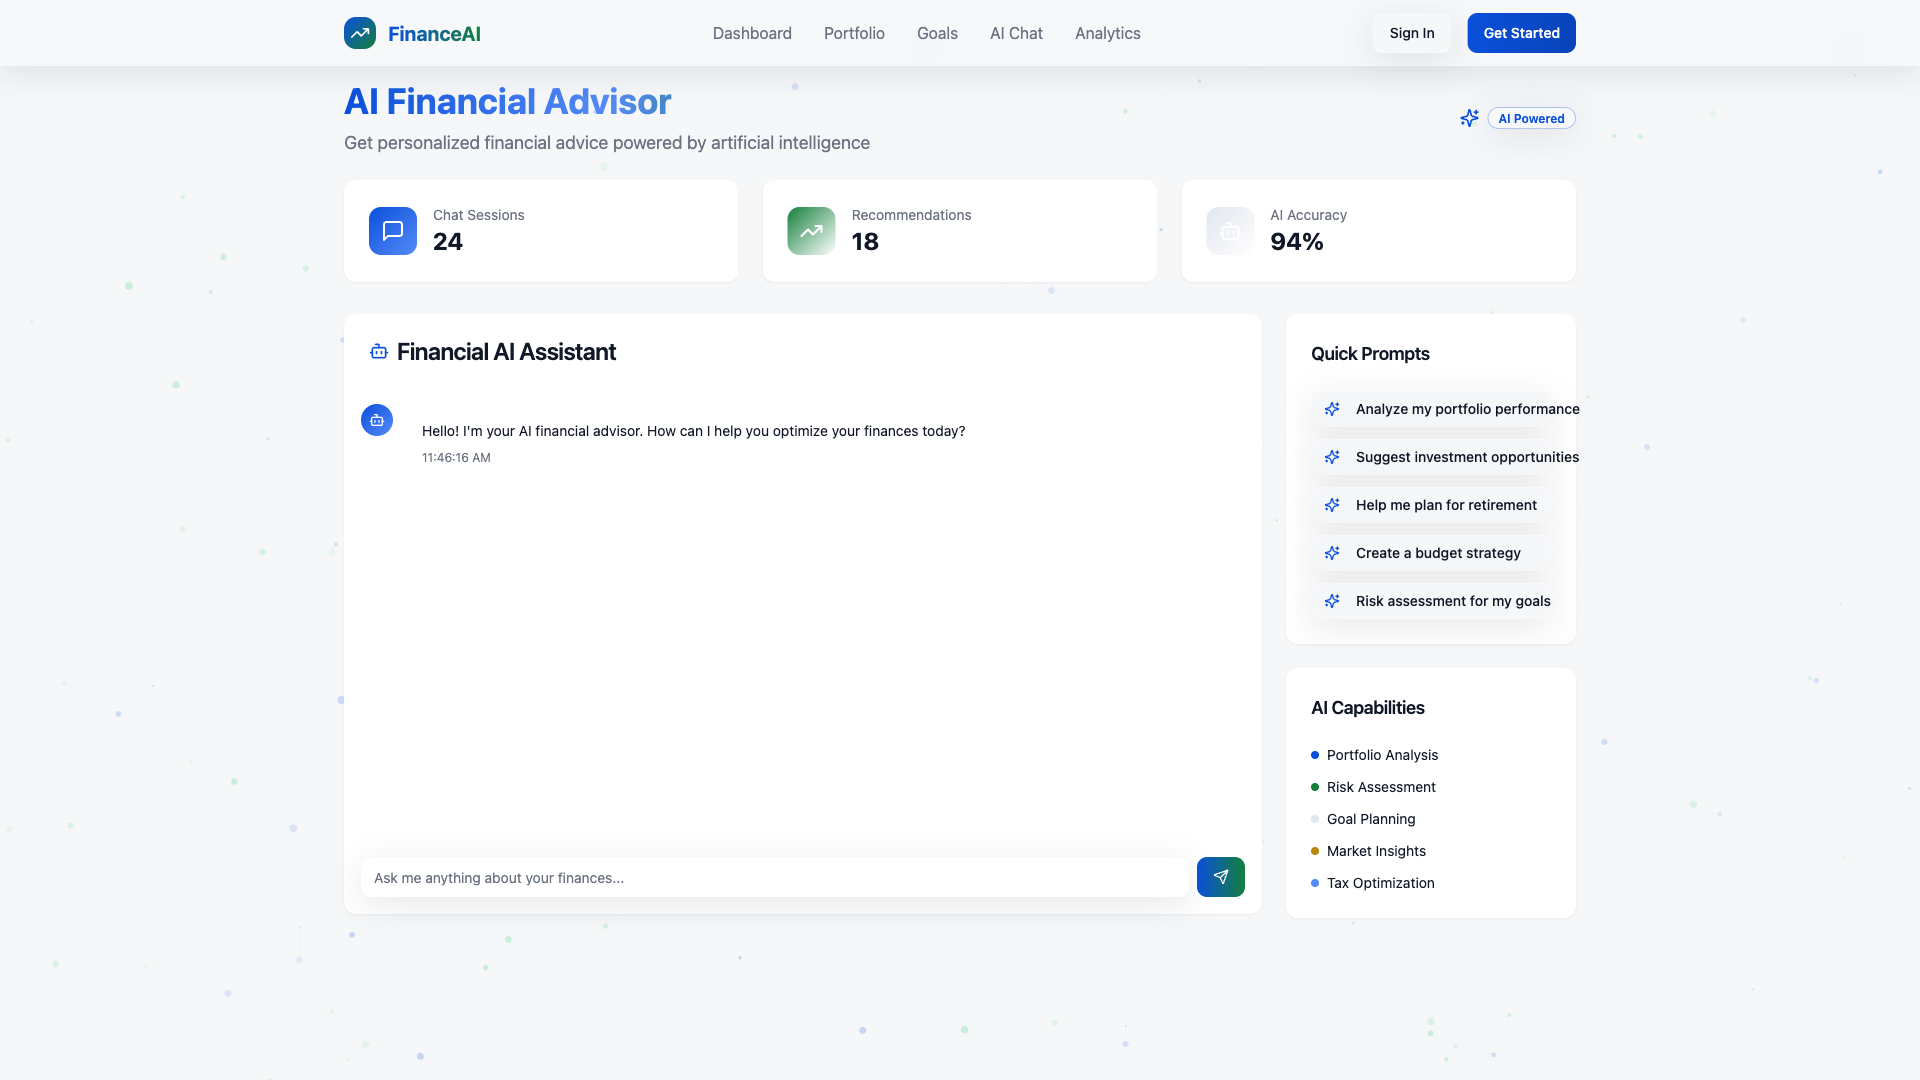 FinanceAI
Dashboard
Portfolio
Goals
AI Chat
Analytics
Sign In
Get Started
AI Financial Advisor
Get personalized financial advice powered by artificial intelligence
AI Powered
Chat Sessions
24
Recommendations
18
AI Accuracy
94%
Financial AI Assistant
Hello! I'm your AI financial advisor. How can I help you optimize your finances today?
11:46:16 AM
Ask me anything about your finances...
Quick Prompts
Analyze my portfolio performance
Suggest investment opportunities
Help me plan for retirement
Create a budget strategy
Risk assessment for my goals
AI Capabilities
Portfolio Analysis
Risk Assessment
Goal Planning
Market Insights
Tax Optimization